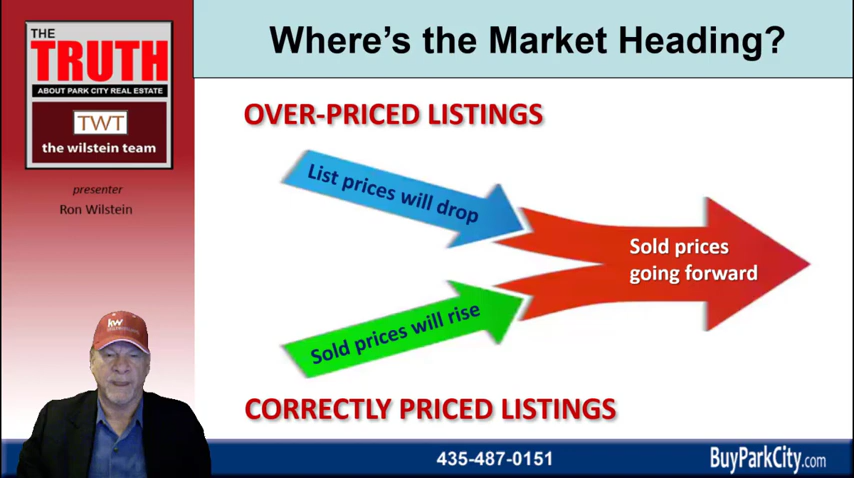 THE
TRUTH
ABOUT PARK CITY REAL ESTATE
TWT
the wilstein team
presenter
Ron Wilstein
kw
Where's the Market Heading?
OVER-PRICED LISTINGS
List prices will drop
Sold prices
going forward
Sold prices will rise
CORRECTLY PRICED LISTINGS
435-487-0151
BuyParkCity.com